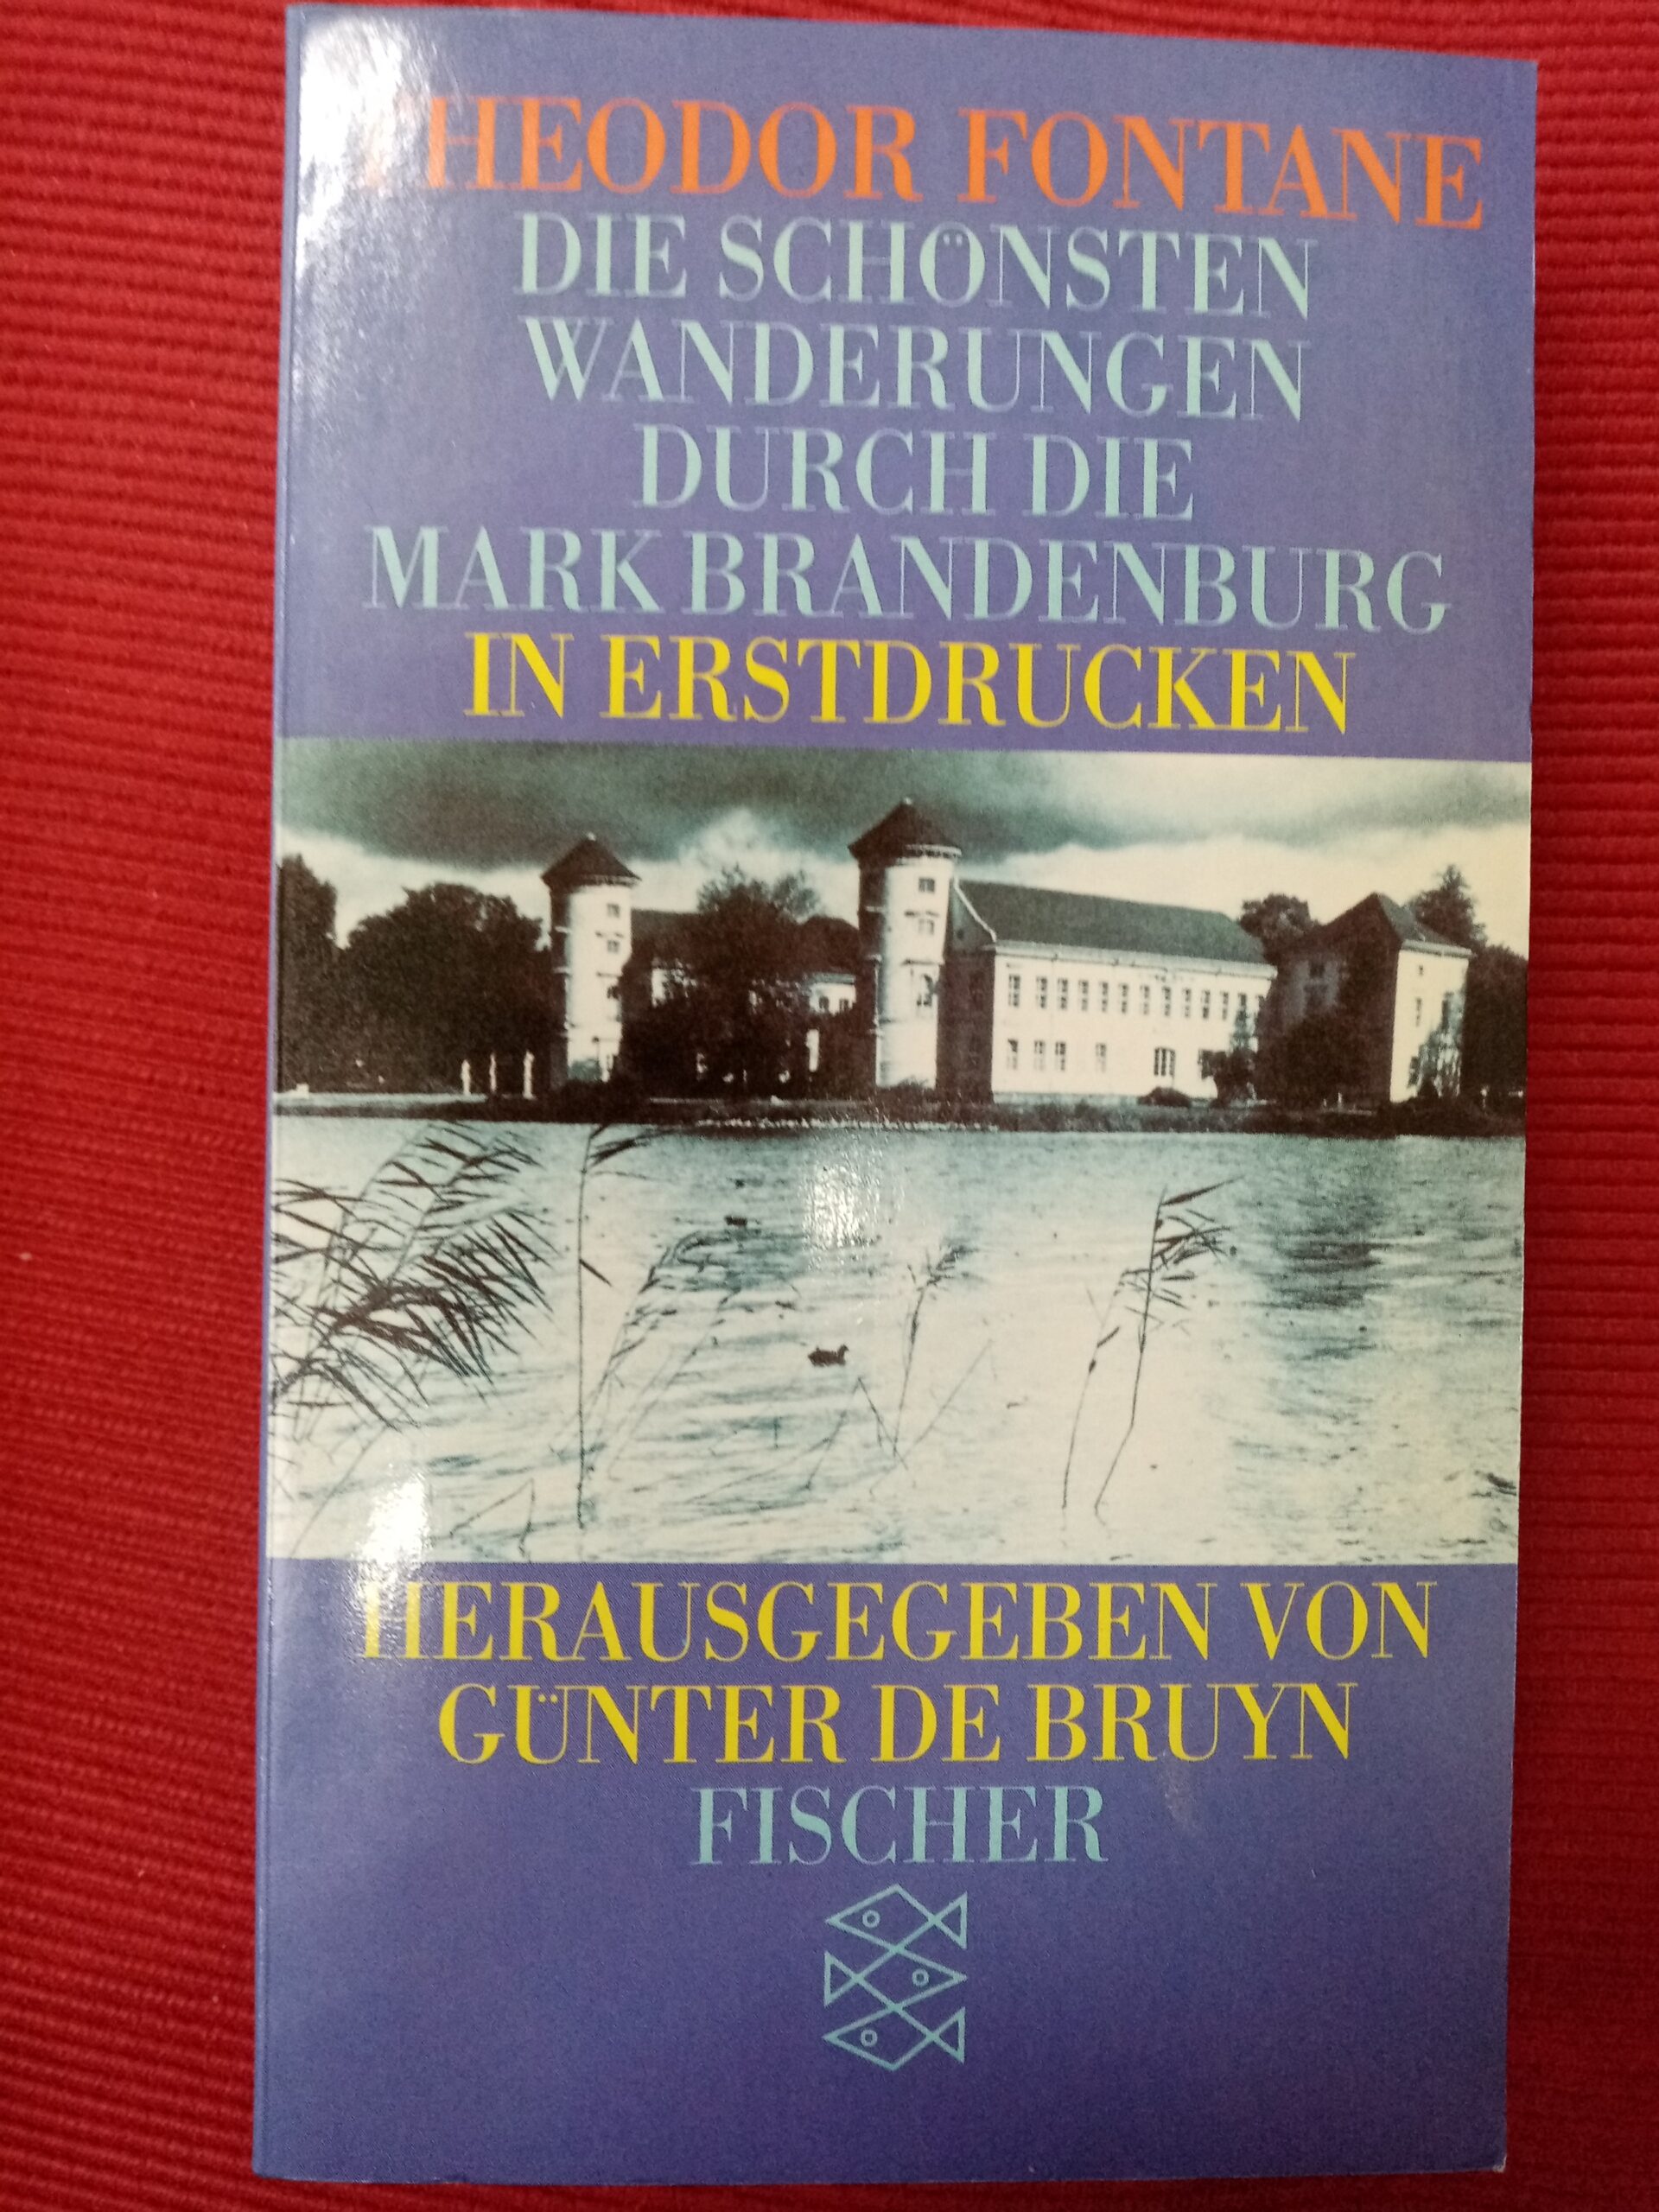 THEODOR FONTANE
DIE SCHÖNSTEN
WANDERUNGEN
DURCH DIE
MARK BRANDENBURG
IN ERSTDRUCKEN
HERAUSGEGEBEN VON
GÜNTER DE BRUYN
FISCHER